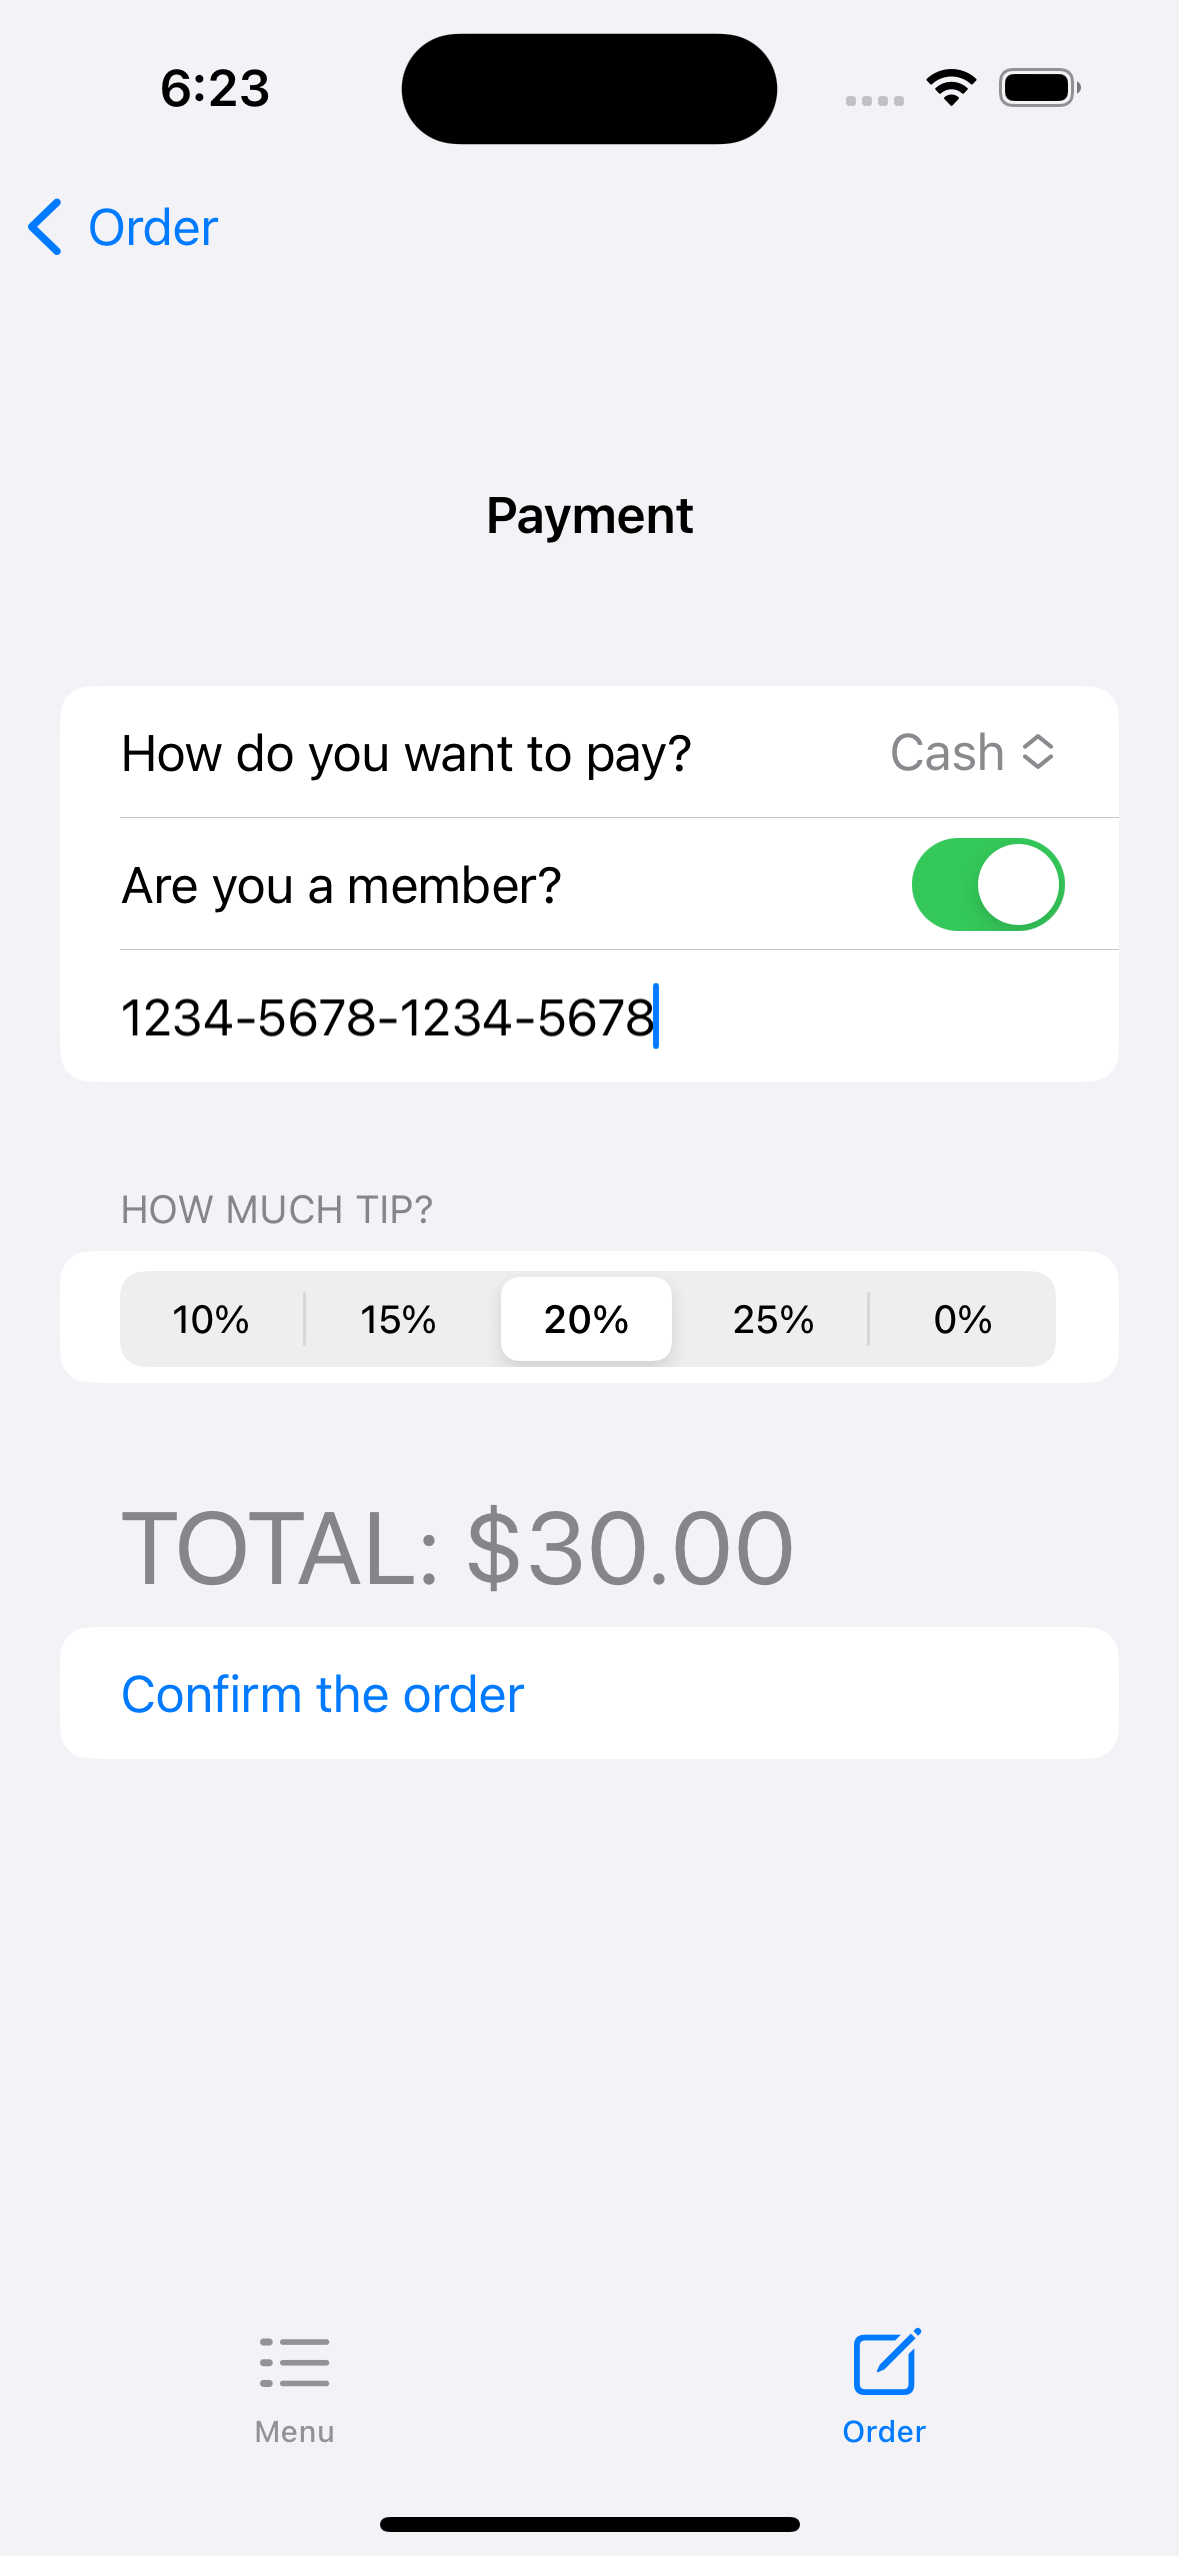 6:23
Order
Payment
How do you want to pay? Cash
Are you a member?
1234-5678-1234-5678
HOW MUCH TIP?
10% 15% 20% 25% 0%
TOTAL: $30.00
Confirm the order
Menu Order